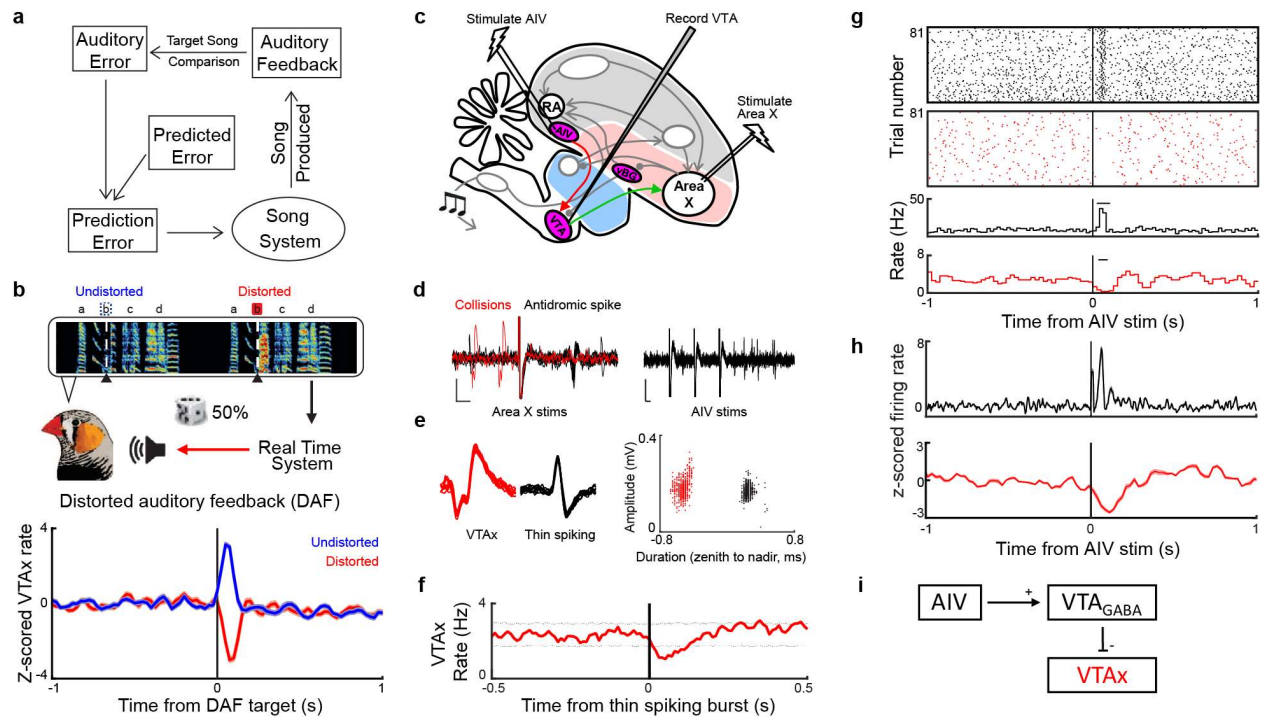 a
Auditory
Error
Target Song
Comparison
Auditory
Feedback
Predicted
Error
Song
Produced
Prediction
Error
Song
System
b
Undistorted
Distorted
a b c d a b c d
50%
Real Time
System
Distorted auditory feedback (DAF)
4
0
-4
Z-scored VTAx rate
Undistorted
Distorted
-1 0 1
Time from DAF target (s)
c
Stimulate AIV
Record VTA
Stimulate
Area X
RA
vAIV
vBG
Area
X
VTA
d
Collisions Antidromic spike
Area X stims
AIV stims
e
VTAx
Thin spiking
Amplitude (mV)
0.4
0
-0.8 0.8
Duration (zenith to nadir, ms)
f
VTAx
Rate (Hz)
4
0
-0.5 0 0.5
Time from thin spiking burst (s)
g
Trial number
81
81
Rate (Hz)
50
0
8
0
-1 0 1
Time from AIV stim (s)
h
z-scored firing rate
8
0
3
0
-3
-1 0 1
Time from AIV stim (s)
i
AIV
+
VTAGABA
-
VTAx